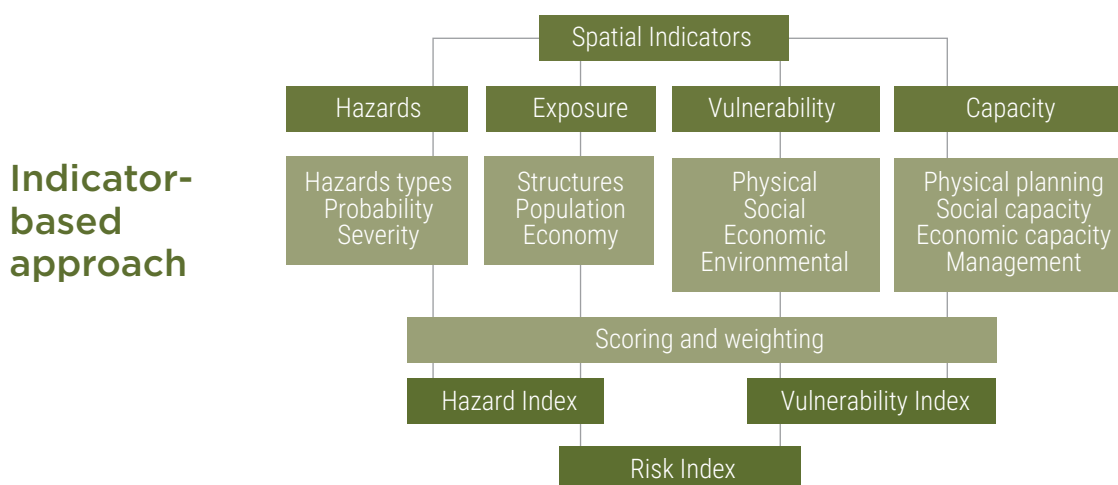 Indicator-
based
approach
Spatial Indicators
Hazards
Exposure
Vulnerability
Capacity
Hazards types
Probability
Severity
Structures
Population
Economy
Physical
Social
Economic
Environmental
Physical planning
Social capacity
Economic capacity
Management
Scoring and weighting
Hazard Index
Vulnerability Index
Risk Index